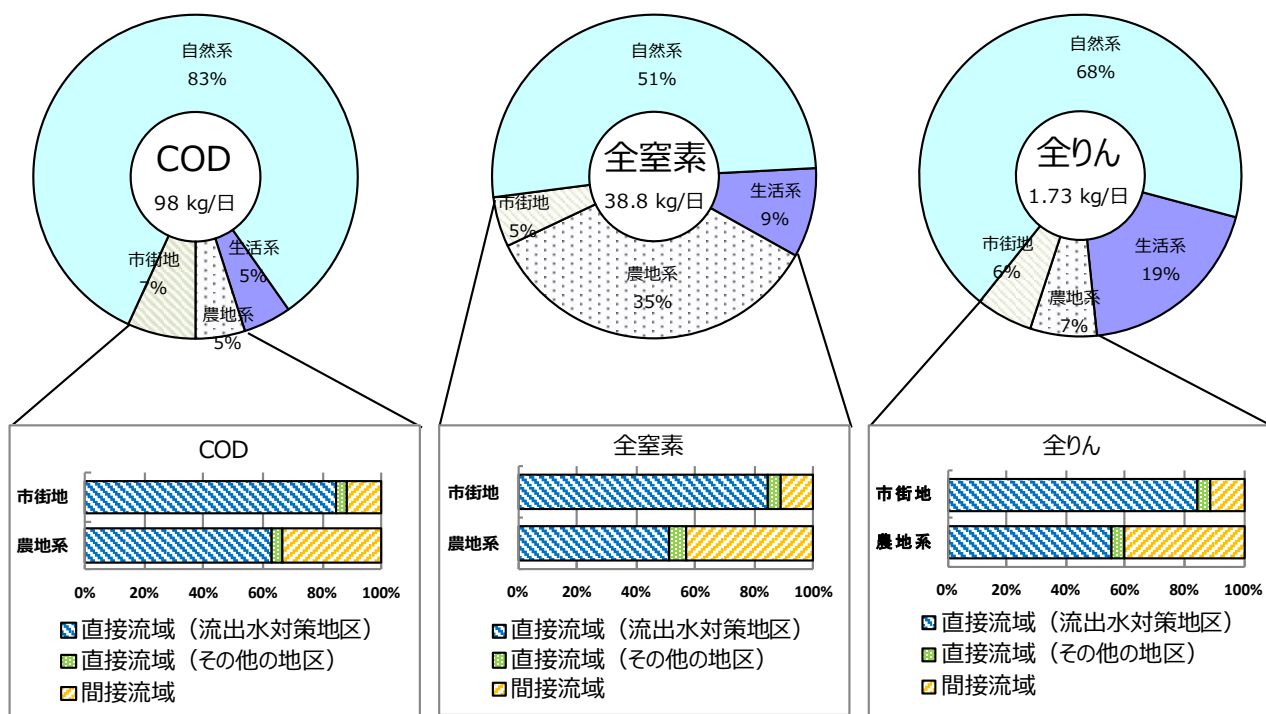 自然系
83%
COD
98 kg/日
市街地
7%
生活系
5%
農地系
5%
自然系
51%
全窒素
38.8 kg/日
市街地
5%
生活系
9%
農地系
35%
自然系
68%
全りん
1.73 kg/日
市街地
6%
生活系
19%
農地系
7%
COD
市街地
農地系
0% 20% 40% 60% 80% 100%
直接流域（流出水対策地区）
直接流域（その他の地区）
間接流域
全窒素
市街地
農地系
0% 20% 40% 60% 80% 100%
直接流域（流出水対策地区）
直接流域（その他の地区）
間接流域
全りん
市街地
農地系
0% 20% 40% 60% 80% 100%
直接流域（流出水対策地区）
直接流域（その他の地区）
間接流域